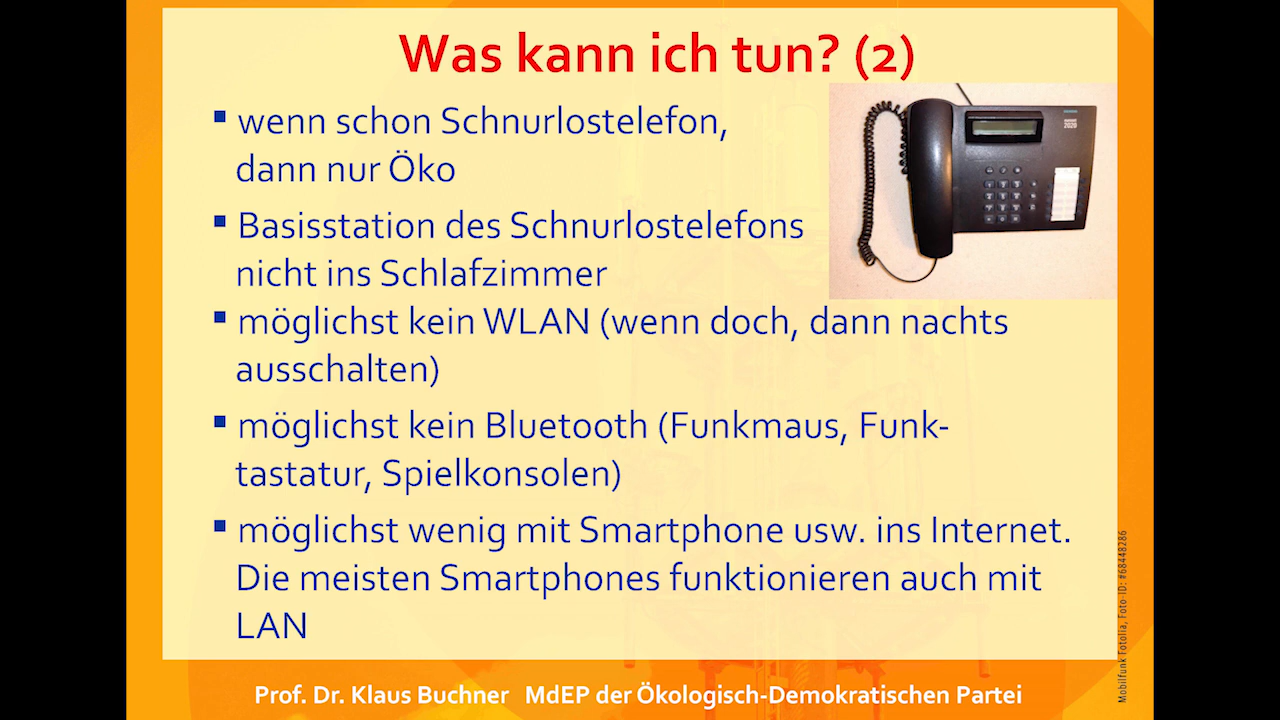 Was kann ich tun? (2)
▪ wenn schon Schnurlostelefon,
dann nur Öko
▪ Basisstation des Schnurlostelefons
nicht ins Schlafzimmer
▪ möglichst kein WLAN (wenn doch, dann nachts
ausschalten)
▪ möglichst kein Bluetooth (Funkmaus, Funk-
tastatur, Spielkonsolen)
▪ möglichst wenig mit Smartphone usw. ins Internet.
Die meisten Smartphones funktionieren auch mit
LAN
Mobilfunk Fotolia, Foto-ID: #68448286
Prof. Dr. Klaus Buchner MdEP der Ökologisch-Demokratischen Partei